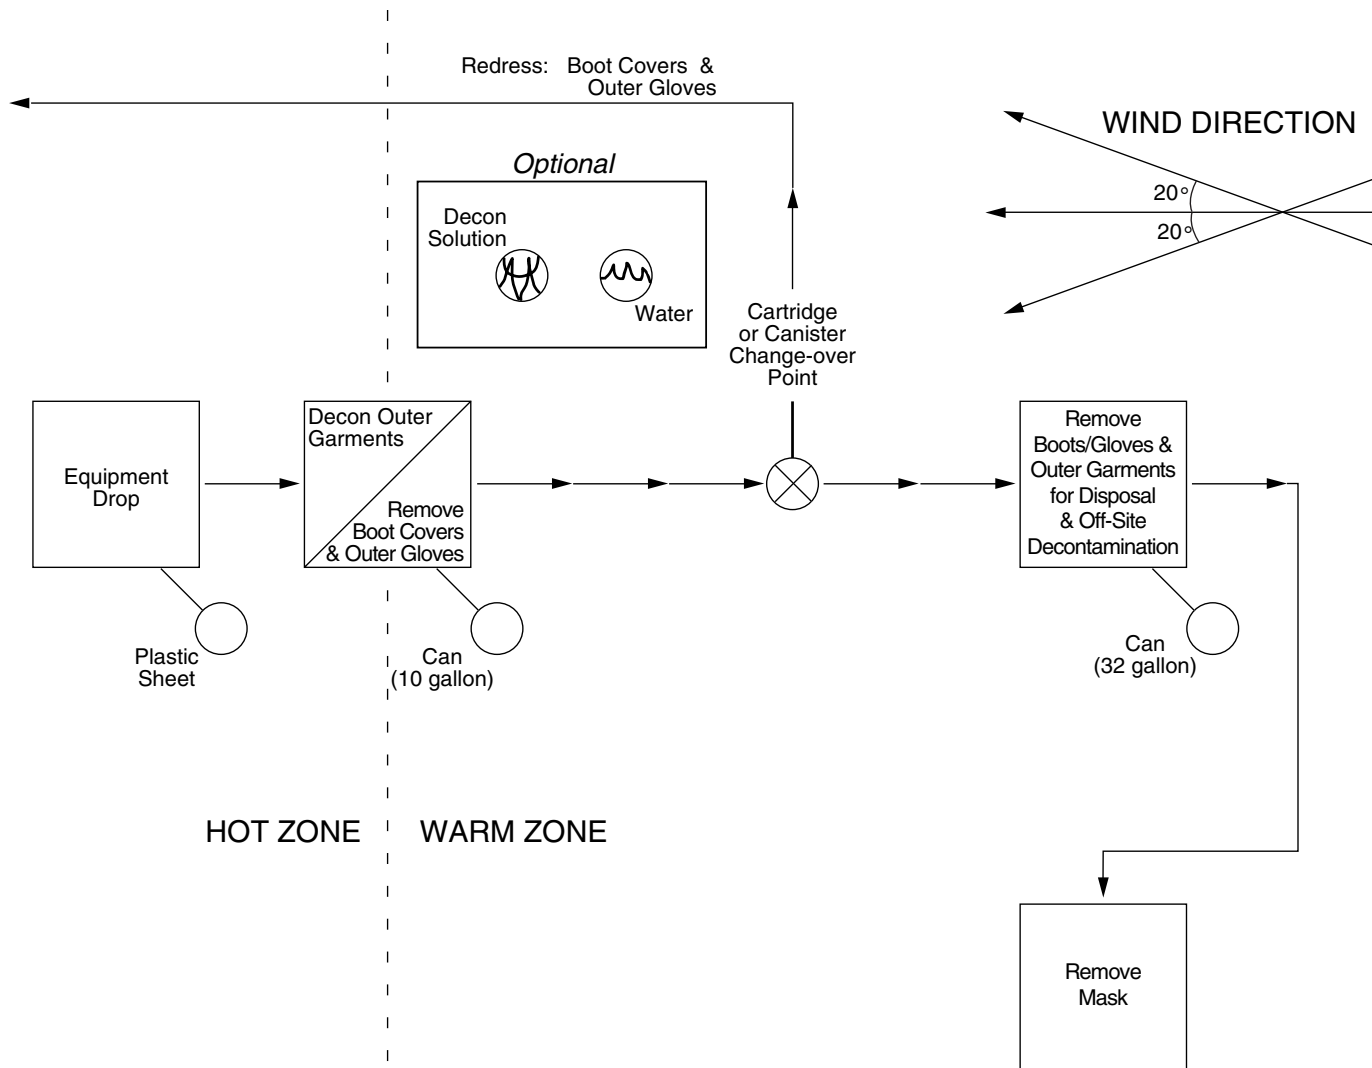 Redress: Boot Covers &
Outer Gloves
WIND DIRECTION
20°
20°
Optional
Decon
Solution
Water
Cartridge
or Canister
Change-over
Point
Equipment
Drop
Decon Outer
Garments
Remove
Boot Covers
& Outer Gloves
Remove
Boots/Gloves &
Outer Garments
for Disposal
& Off-Site
Decontamination
Plastic
Sheet
Can
(10 gallon)
Can
(32 gallon)
HOT ZONE
WARM ZONE
Remove
Mask